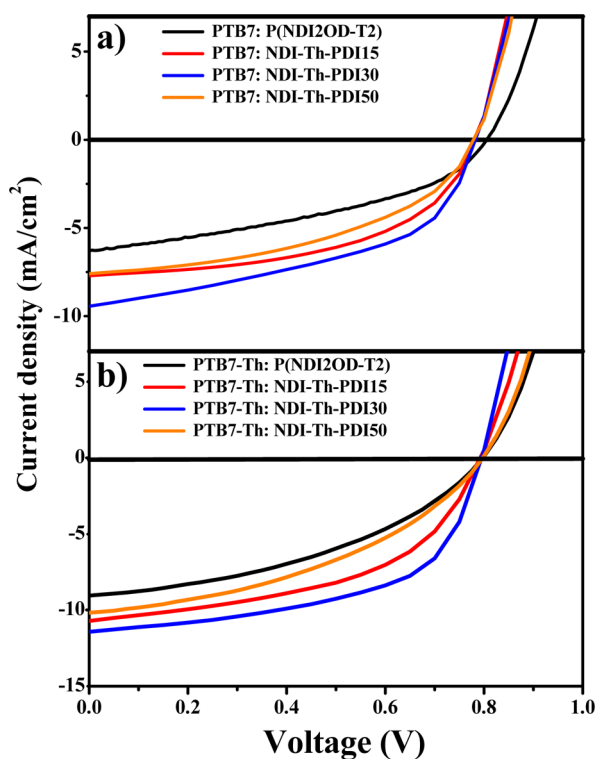 a)
PTB7: P(NDI2OD-T2)
PTB7: NDI-Th-PDI15
PTB7: NDI-Th-PDI30
PTB7: NDI-Th-PDI50
5
0
-5
-10
b)
PTB7-Th: P(NDI2OD-T2)
PTB7-Th: NDI-Th-PDI15
PTB7-Th: NDI-Th-PDI30
PTB7-Th: NDI-Th-PDI50
5
0
-5
-10
-15
Current density (mA/cm²)
0.0 0.2 0.4 0.6 0.8 1.0
Voltage (V)